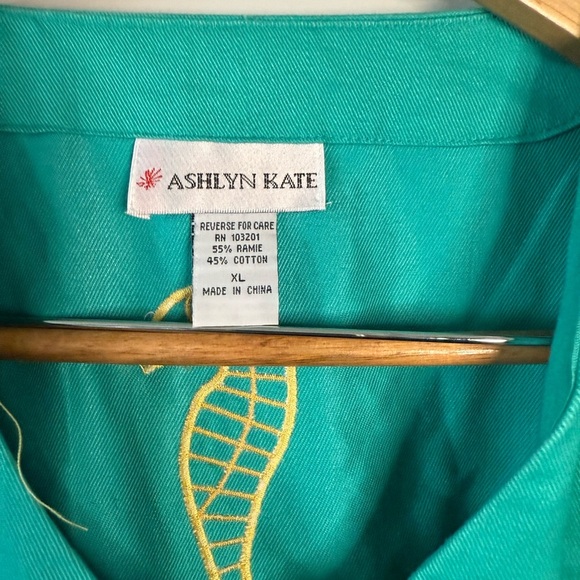 ASHLYN KATE
REVERSE FOR CARE
RN 103201
55% RAMIE
45% COTTON
XL
MADE IN CHINA